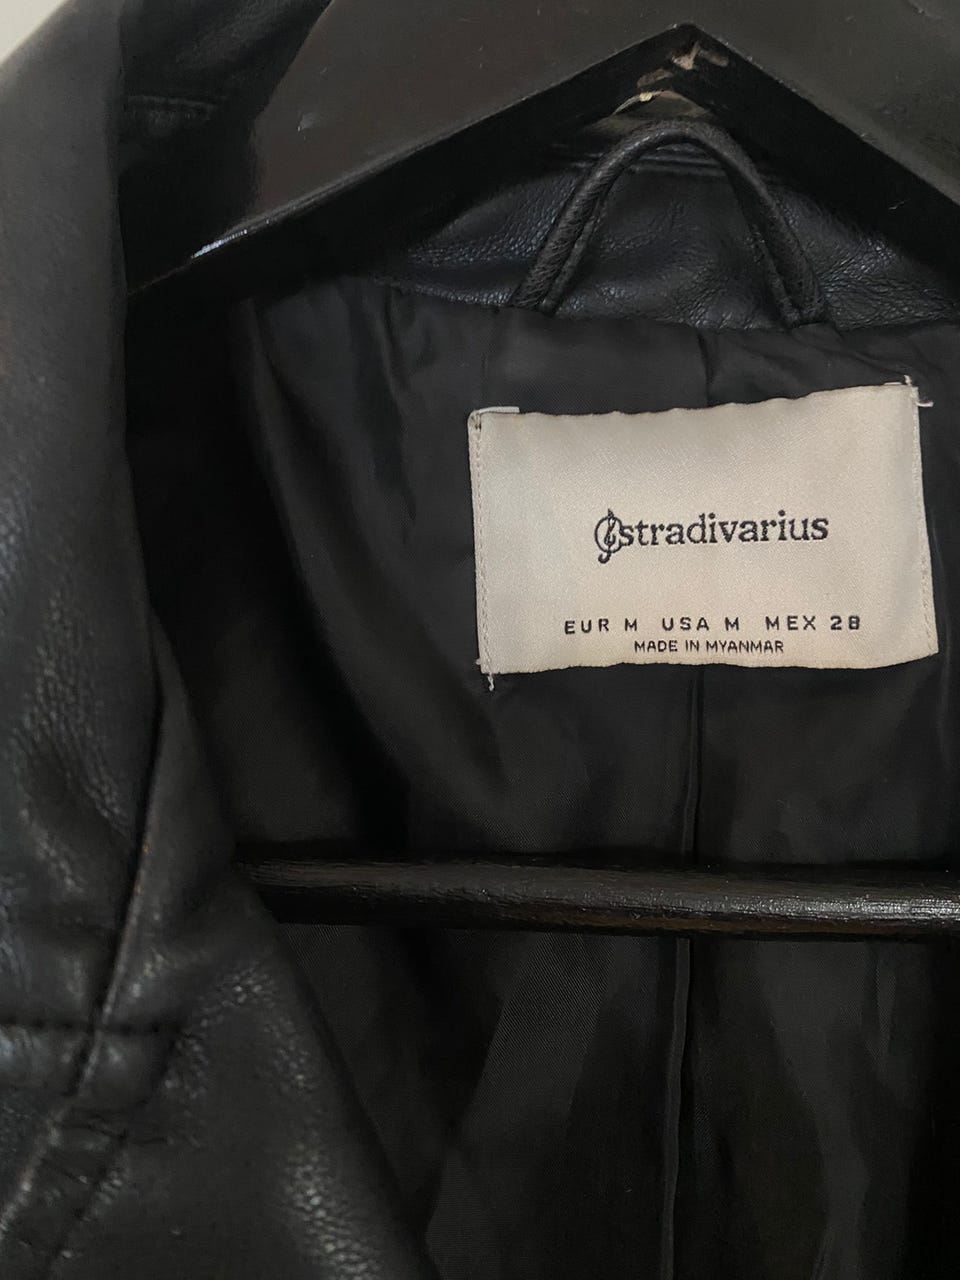 stradivarius
EUR M USA M MEX 28
MADE IN MYANMAR